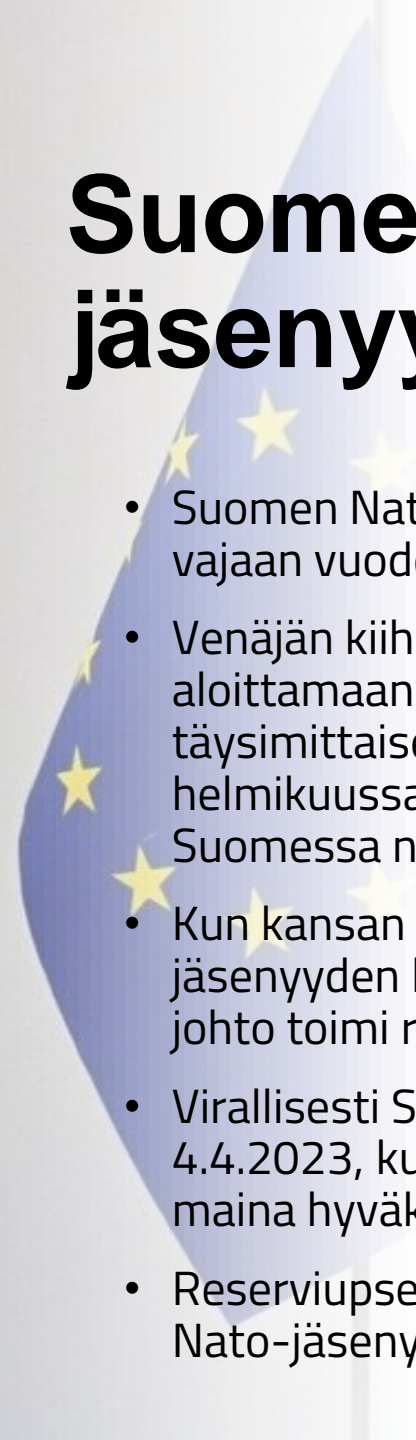 Suome
jäseny
• Suomen Nat
vajaan vuod
• Venäjän kiih
aloittamaan
täysimittaise
helmikuussa
Suomessa n
• Kun kansan
jäsenyyden
johto toimi r
• Virallisesti S
4.4.2023, ku
maina hyväk
• Reserviupse
Nato-jäseny